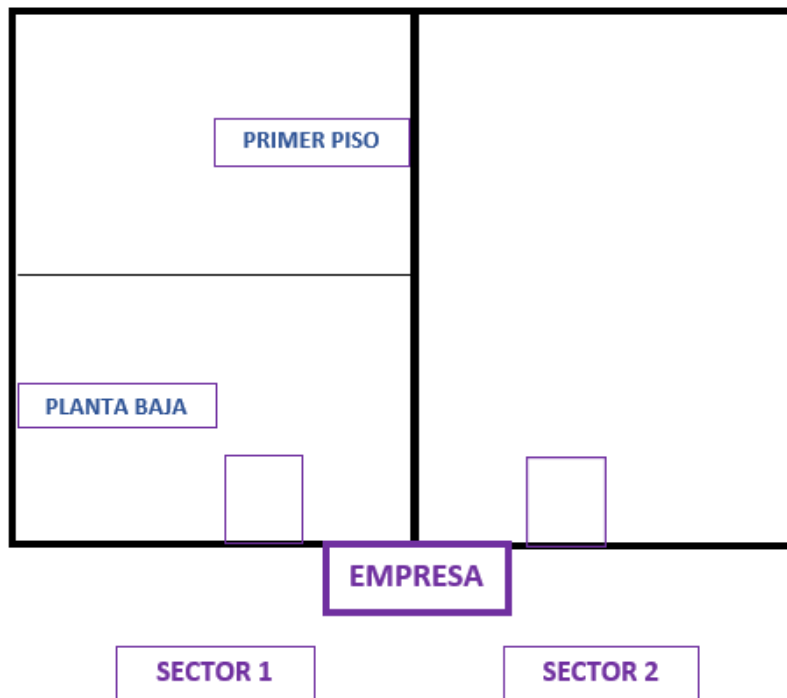 PRIMER PISO
PLANTA BAJA
EMPRESA
SECTOR 1
SECTOR 2